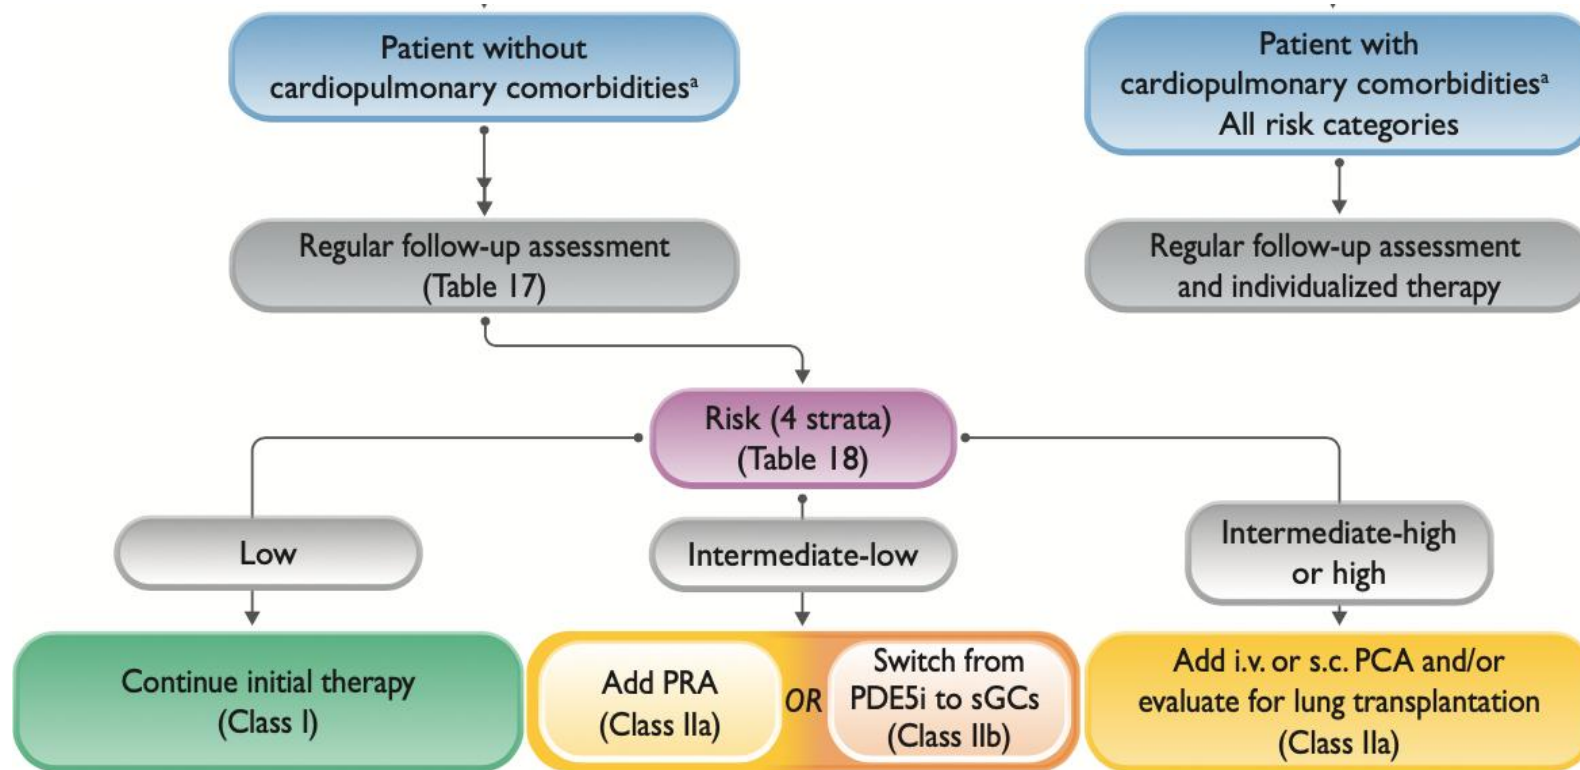 Patient without
cardiopulmonary comorbiditiesᵃ
Patient with
cardiopulmonary comorbiditiesᵃ
All risk categories
Regular follow-up assessment
(Table 17)
Regular follow-up assessment
and individualized therapy
Risk (4 strata)
(Table 18)
Low
Intermediate-low
Intermediate-high
or high
Continue initial therapy
(Class I)
Add PRA
(Class IIa)
OR
Switch from
PDE5i to sGCs
(Class IIb)
Add i.v. or s.c. PCA and/or
evaluate for lung transplantation
(Class IIa)